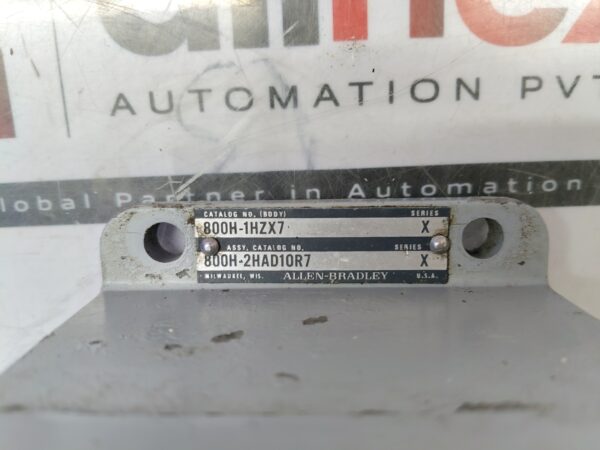 AUTOMATION PVT
lobal Partner in Automation
CATALOG NO. (BODY) SERIES
800H-1HZX7 X
ASSY. CATALOG NO. SERIES
800H-2HAD10R7 X
MILWAUKEE, WIS. ALLEN-BRADLEY U.S.A.